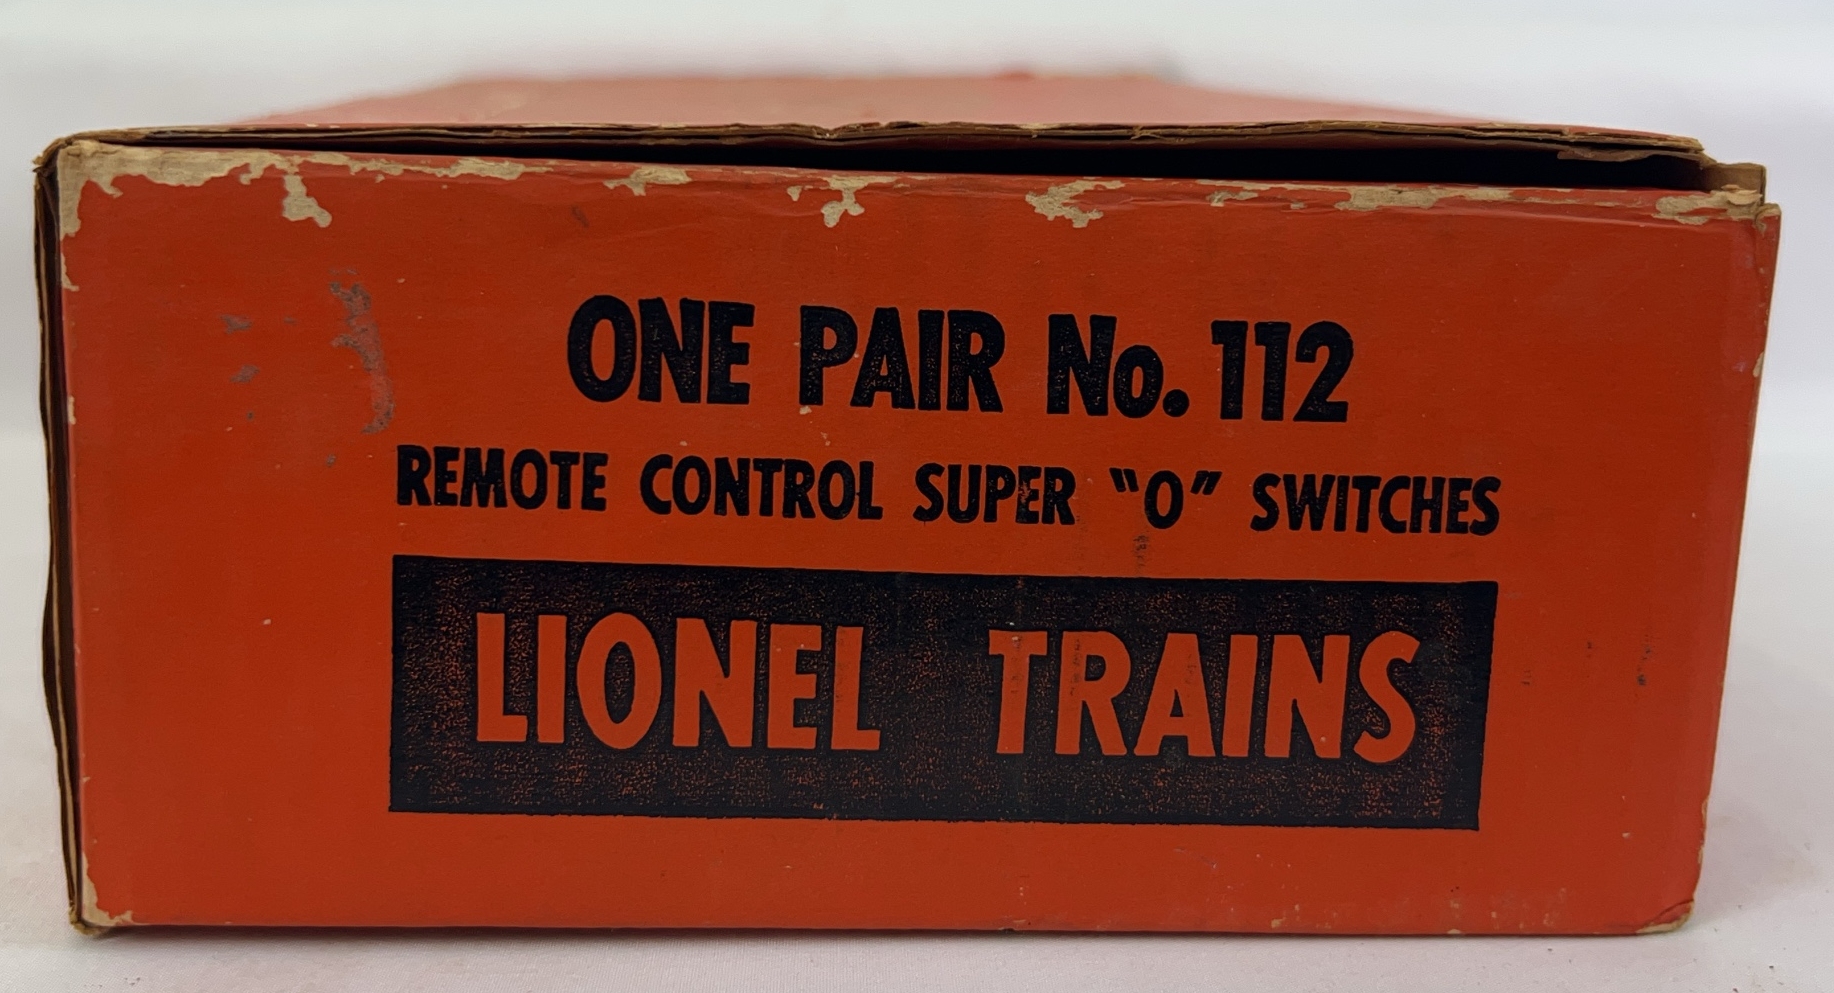 ONE PAIR No. 112
REMOTE CONTROL SUPER "O" SWITCHES
LIONEL TRAINS